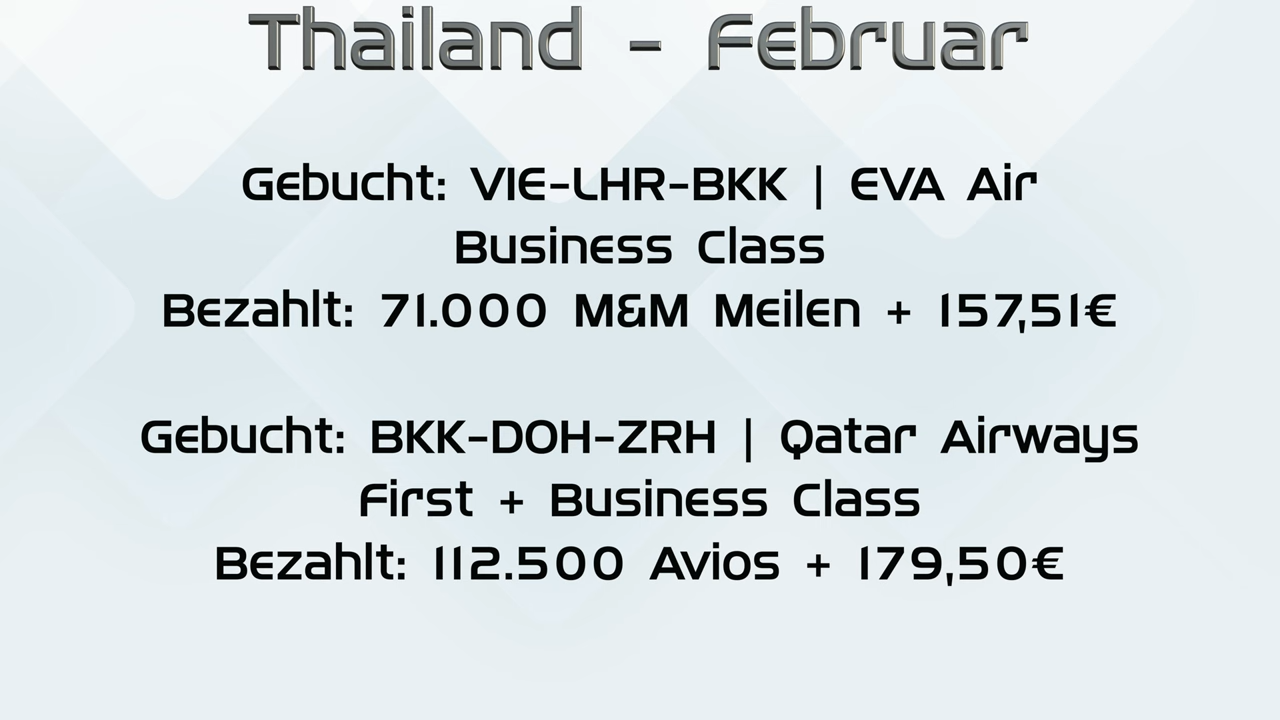 Thailand - Februar
Gebucht: VIE-LHR-BKK | EVA Air
Business Class
Bezahlt: 71.000 M&M Meilen + 157,51€
Gebucht: BKK-DOH-ZRH | Qatar Airways
First + Business Class
Bezahlt: 112.500 Avios + 179,50€